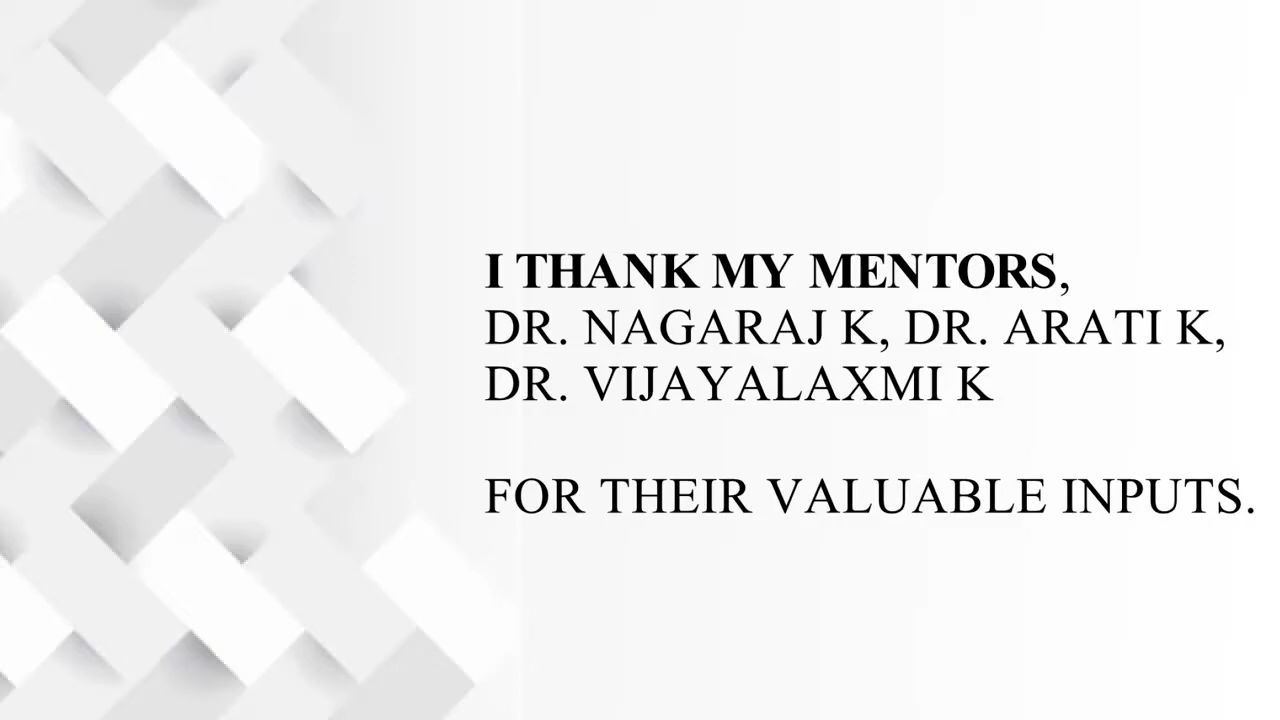 I THANK MY MENTORS,
DR. NAGARAJ K, DR. ARATI K,
DR. VIJAYALAXMI K
FOR THEIR VALUABLE INPUTS.